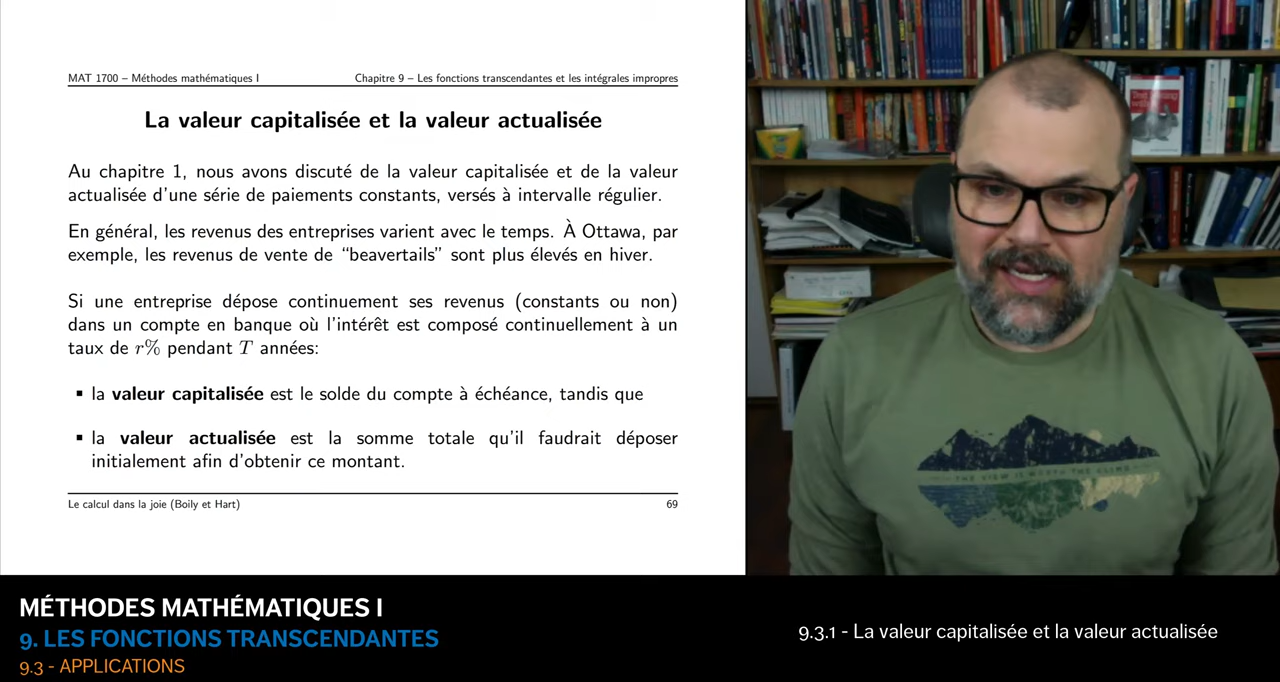 MAT 1700 – Méthodes mathématiques I
Chapitre 9 – Les fonctions transcendantes et les intégrales impropres
La valeur capitalisée et la valeur actualisée
Au chapitre 1, nous avons discuté de la valeur capitalisée et de la valeur
actualisée d'une série de paiements constants, versés à intervalle régulier.
En général, les revenus des entreprises varient avec le temps. À Ottawa, par
exemple, les revenus de vente de “beavertails” sont plus élevés en hiver.
Si une entreprise dépose continuement ses revenus (constants ou non)
dans un compte en banque où l'intérêt est composé continuellement à un
taux de r% pendant T années:
▪ la valeur capitalisée est le solde du compte à échéance, tandis que
▪ la valeur actualisée est la somme totale qu'il faudrait déposer
initialement afin d'obtenir ce montant.
Le calcul dans la joie (Boily et Hart)
69
THE VIEW IS WORTH THE CLIMB
MÉTHODES MATHÉMATIQUES I
9. LES FONCTIONS TRANSCENDANTES
9.3 - APPLICATIONS
9.3.1 - La valeur capitalisée et la valeur actualisée